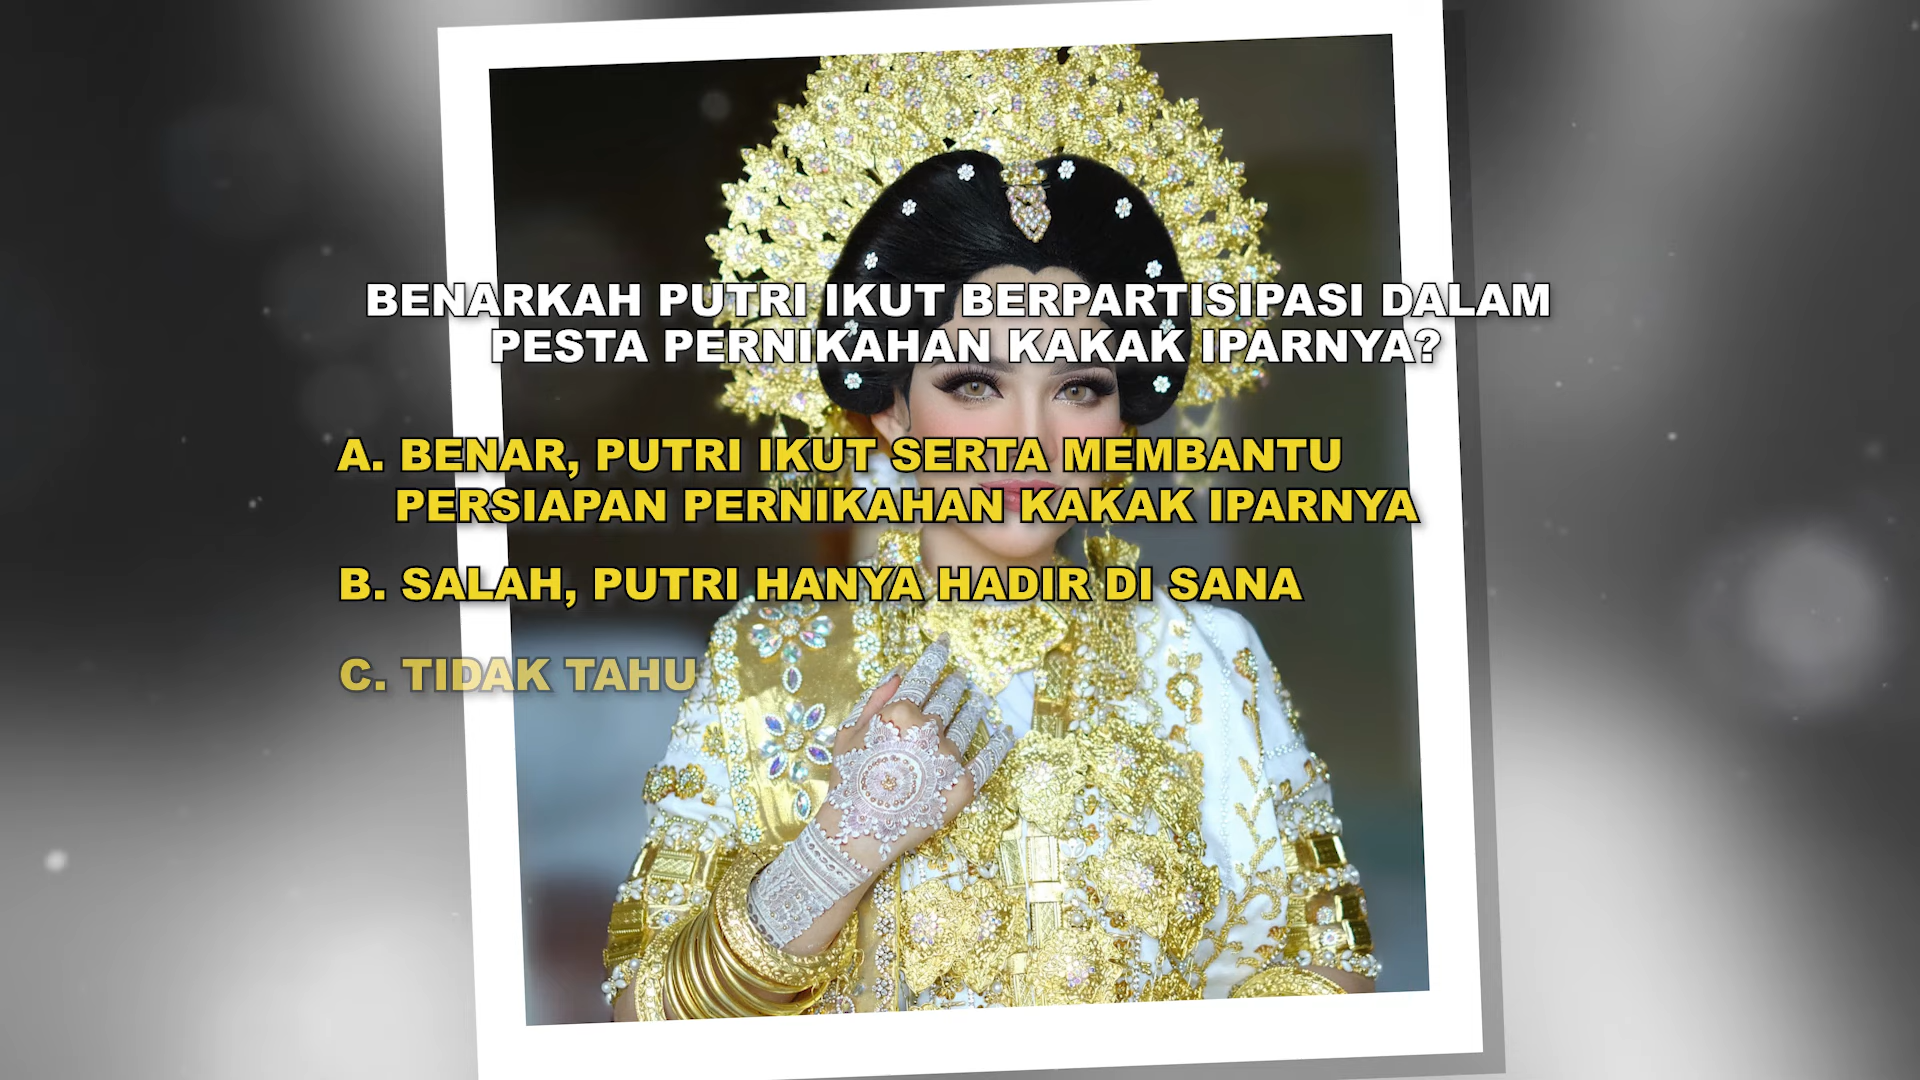 BENARKAH PUTRI IKUT BERPARTISIPASI DALAM
PESTA PERNIKAHAN KAKAK IPARNYA?
A. BENAR, PUTRI IKUT SERTA MEMBANTU
PERSIAPAN PERNIKAHAN KAKAK IPARNYA
B. SALAH, PUTRI HANYA HADIR DI SANA
C. TIDAK TAHU